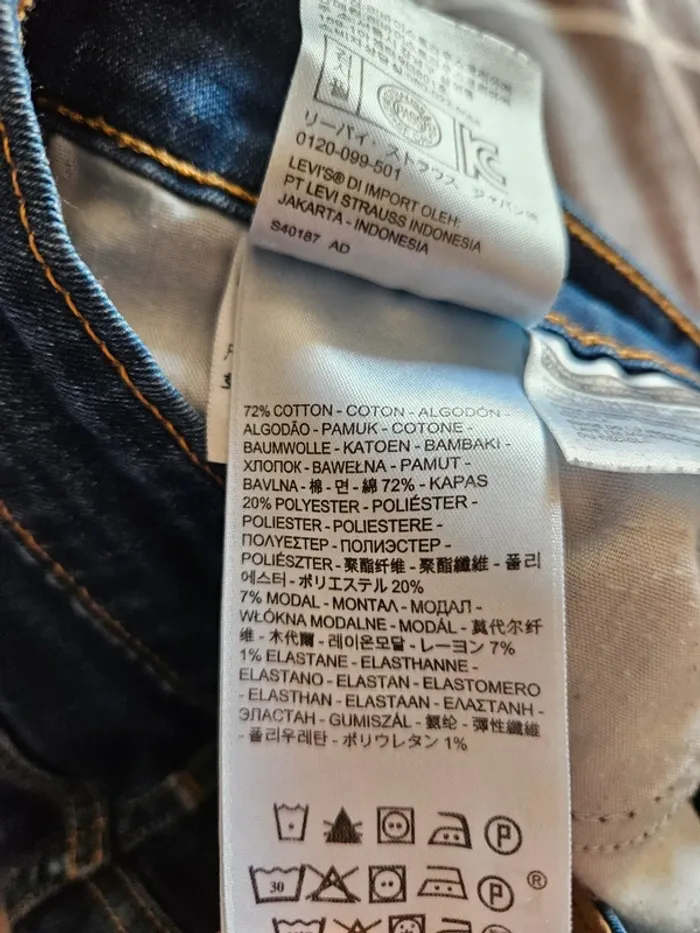 リーバイ・ストラウス ジャパン㈱
0120-099-501
LEVI'S® DI IMPORT OLEH:
PT LEVI STRAUSS INDONESIA
JAKARTA - INDONESIA
S40187 AD
72% COTTON - COTON - ALGODÓN -
ALGODÃO - PAMUK - COTONE -
BAUMWOLLE - KATOEN - BAMBAKI -
ХЛОПОК - BAWEŁNA - PAMUT -
BAVLNA - 棉 - 면 - 綿 72% - KAPAS
20% POLYESTER - POLIÉSTER -
POLIESTER - POLIESTERE -
ΠΟΛΥΕΣΤΕΡ - ПОЛИЭСТЕР -
POLIÉSZTER - 聚酯纤维 - 聚酯纖維 - 폴리
에스터 - ポリエステル 20%
7% MODAL - ΜΟΝΤΑΛ - МОДАЛ -
WŁÓKNA MODALNE - MODÁL - 莫代尔纤
维 - 木代爾 - 레이온모달 - レーヨン 7%
1% ELASTANE - ELASTHANNE -
ELASTANO - ELASTAN - ELASTOMERO
- ELASTHAN - ELASTAAN - ΕΛΑΣΤΑΝΗ -
ЭЛАСТАН - GUMISZÁL - 氨纶 - 彈性纖維
- 폴리우레탄 - ポリウレタン 1%
P
30 P ®